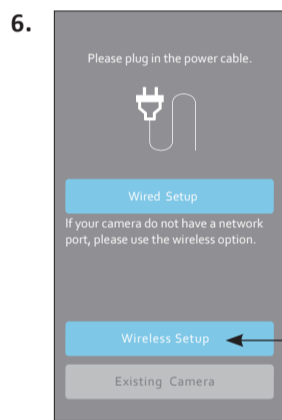 6.
Please plug in the power cable.
Wired Setup
If your camera do not have a network
port, please use the wireless option.
Wireless Setup
Existing Camera